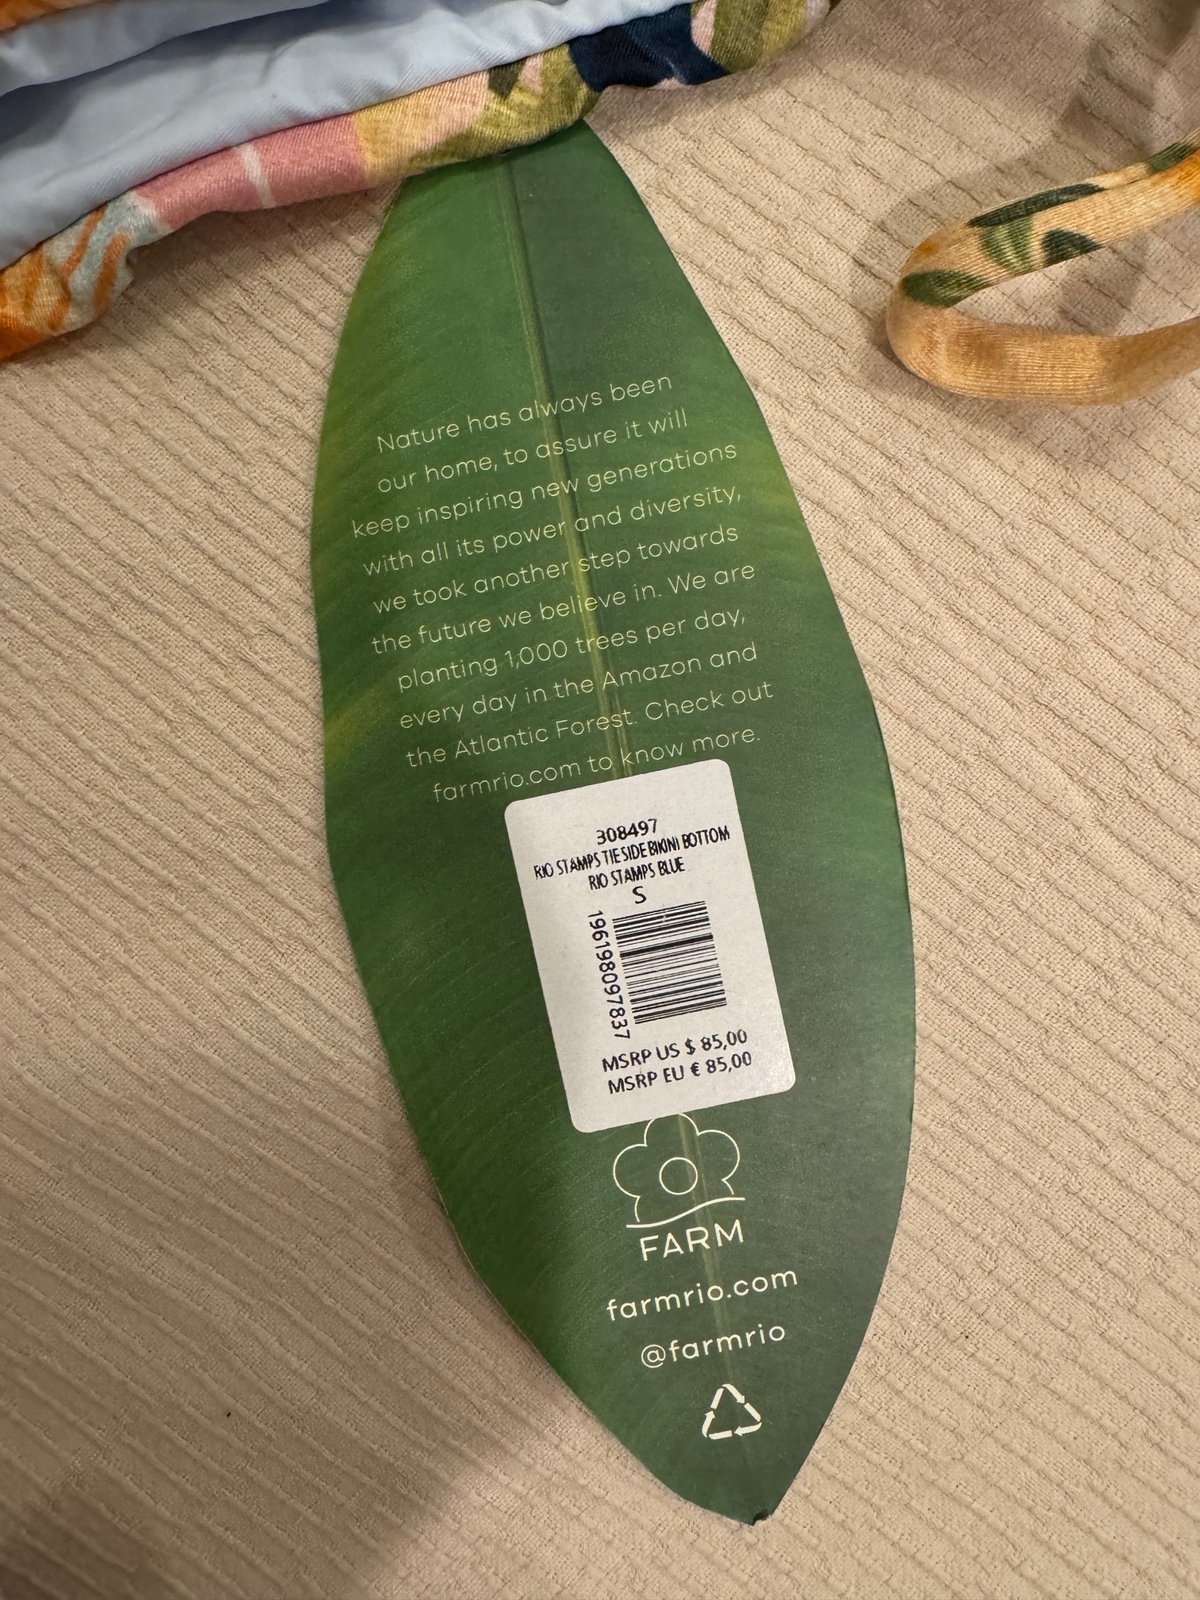 Nature has always been
our home, to assure it will
keep inspiring new generations
with all its power and diversity,
we took another step towards
the future we believe in. We are
planting 1,000 trees per day,
every day in the Amazon and
the Atlantic Forest. Check out
farmrio.com to know more.
308497
RIO STAMPS TIE SIDE BIKINI BOTTOM
RIO STAMPS BLUE
S
196198097837
MSRP US $ 85,00
MSRP EU € 85,00
FARM
farmrio.com
@farmrio